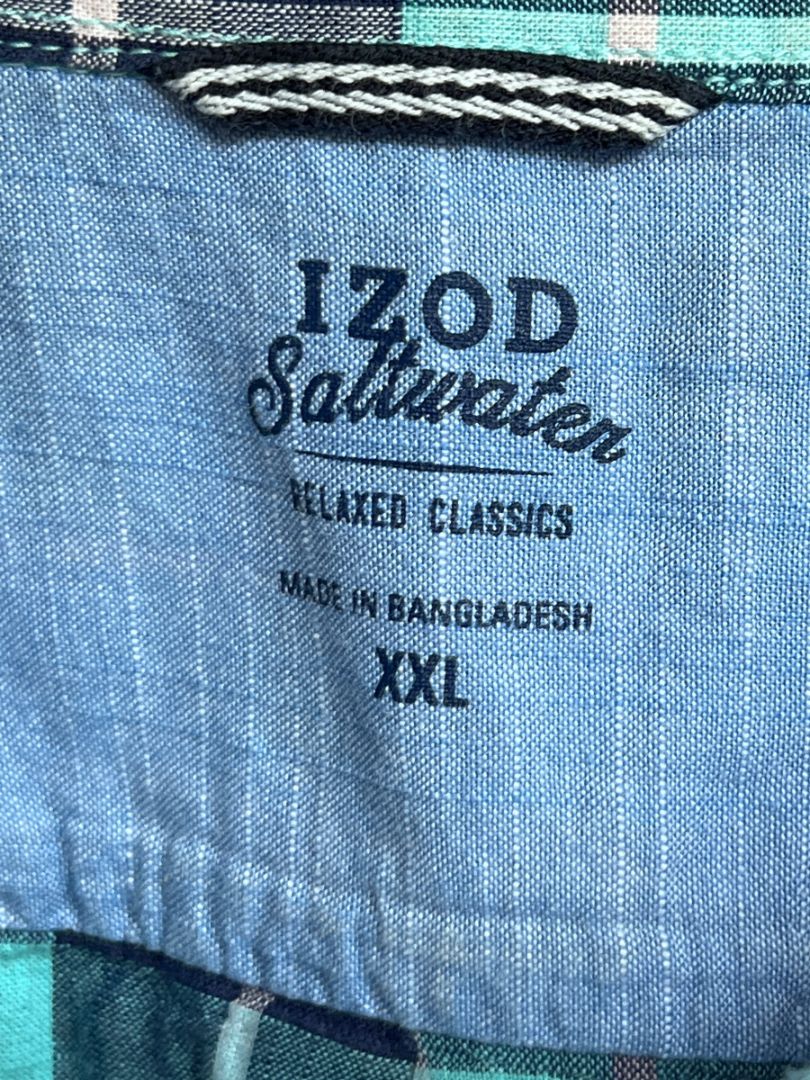 IZOD
Saltwater
RELAXED CLASSICS
MADE IN BANGLADESH
XXL